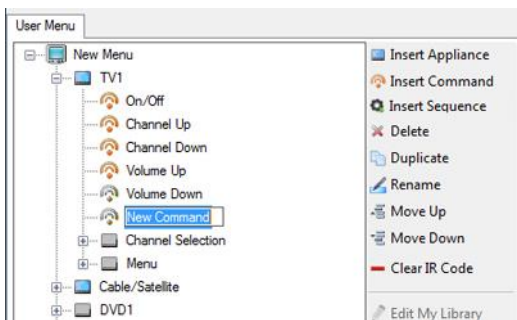 User Menu
New Menu
TV1
On/Off
Channel Up
Channel Down
Volume Up
Volume Down
New Command
Channel Selection
Menu
Cable/Satellite
DVD1
Insert Appliance
Insert Command
Insert Sequence
Delete
Duplicate
Rename
Move Up
Move Down
Clear IR Code
Edit My Library